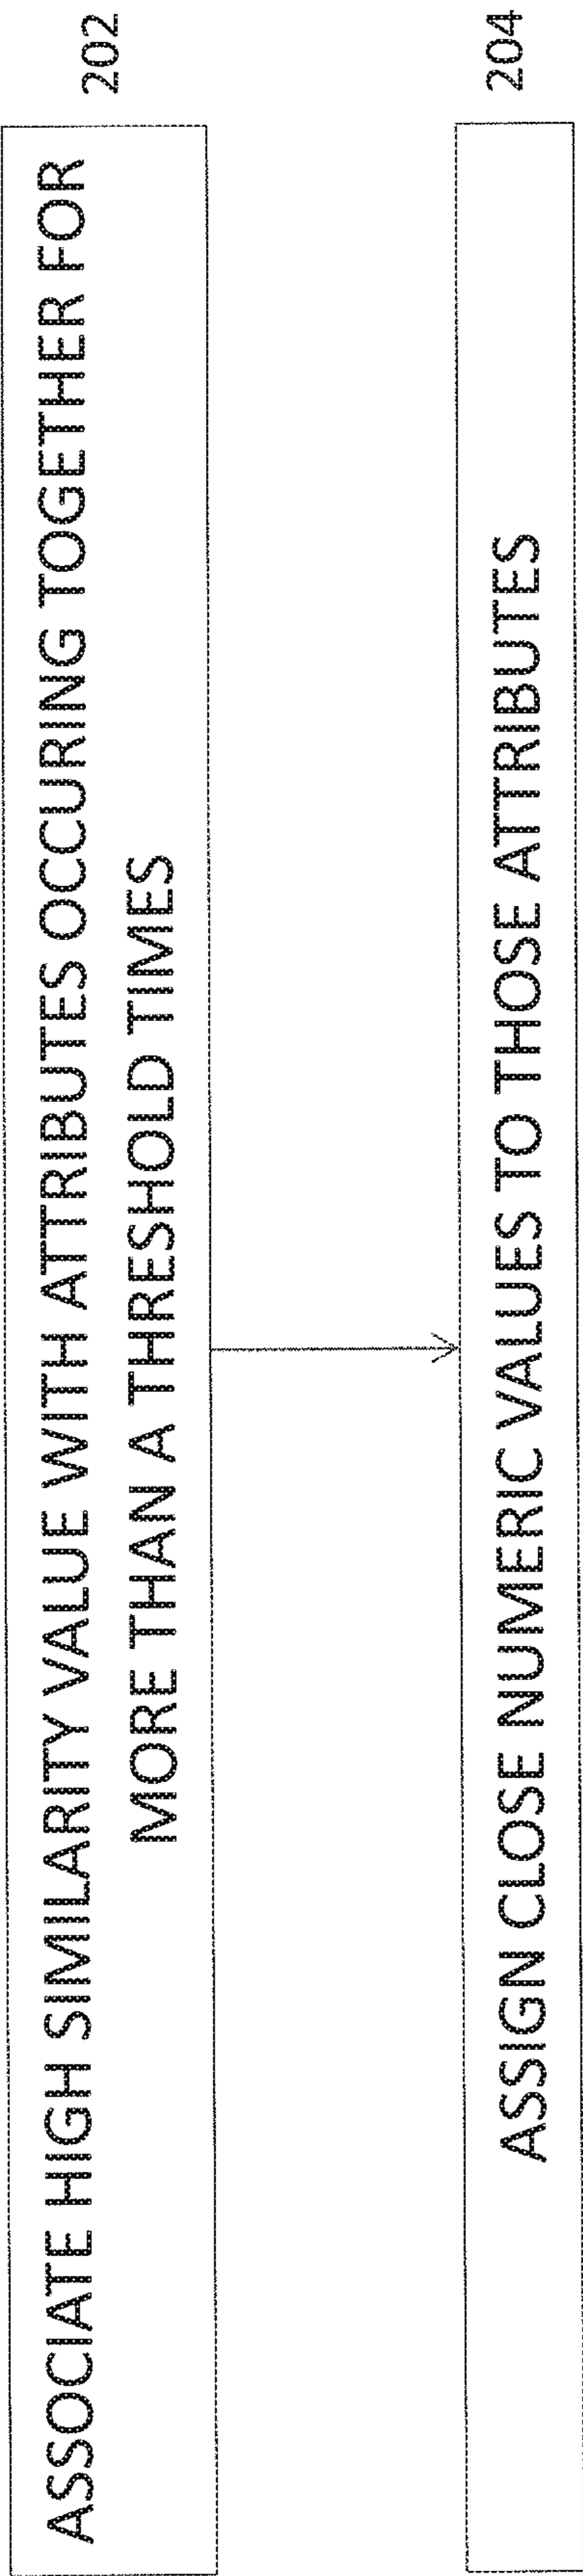 ASSOCIATE HIGH SIMILARITY VALUE WITH ATTRIBUTES OCCURING TOGETHER FOR
MORE THAN A THRESHOLD TIMES
202
ASSIGN CLOSE NUMERIC VALUES TO THOSE ATTRIBUTES
204